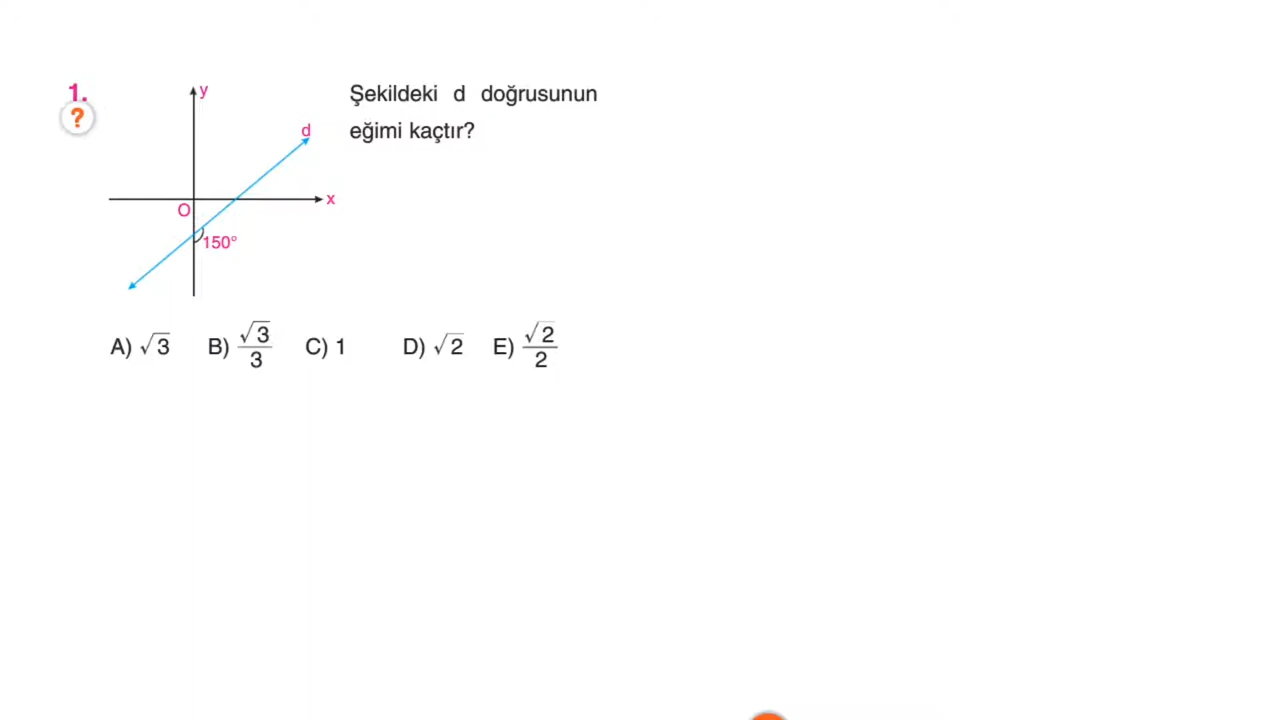 1.
?
y
d
x
O
150°
Şekildeki d doğrusunun
eğimi kaçtır?
A) √3 B) √3/3 C) 1 D) √2 E) √2/2